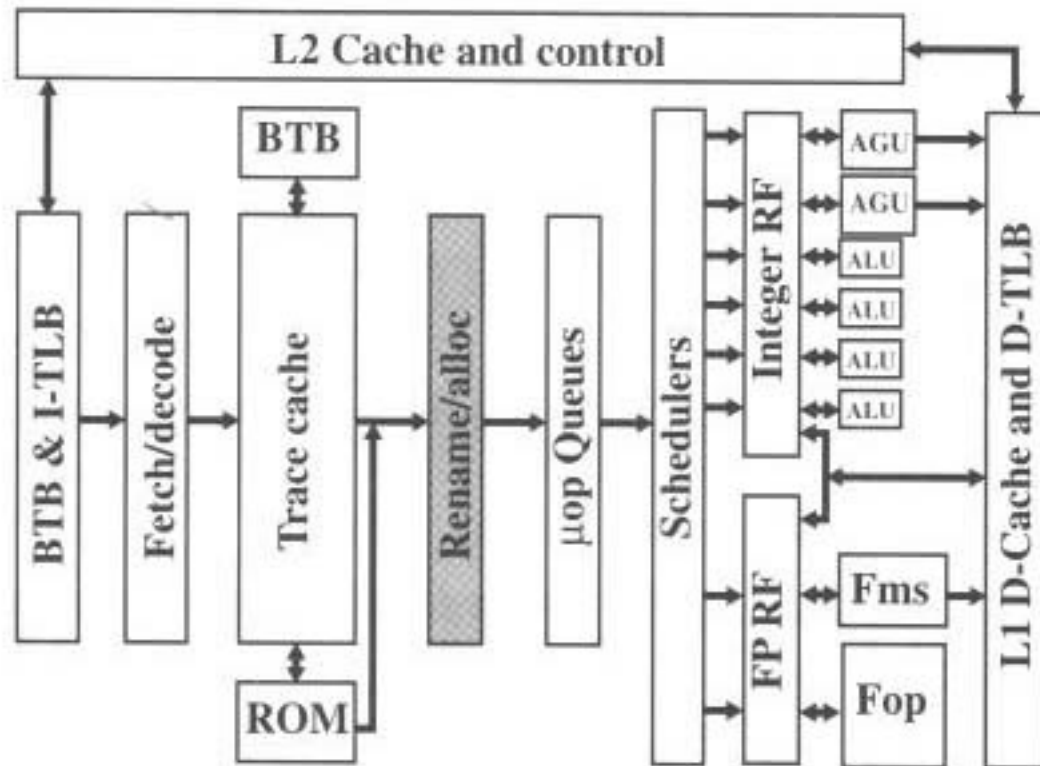 L2 Cache and control
BTB
BTB & I-TLB
Fetch/decode
Trace cache
ROM
Rename/alloc
µop Queues
Schedulers
Integer RF
FP RF
AGU
AGU
ALU
ALU
ALU
ALU
Fms
Fop
L1 D-Cache and D-TLB